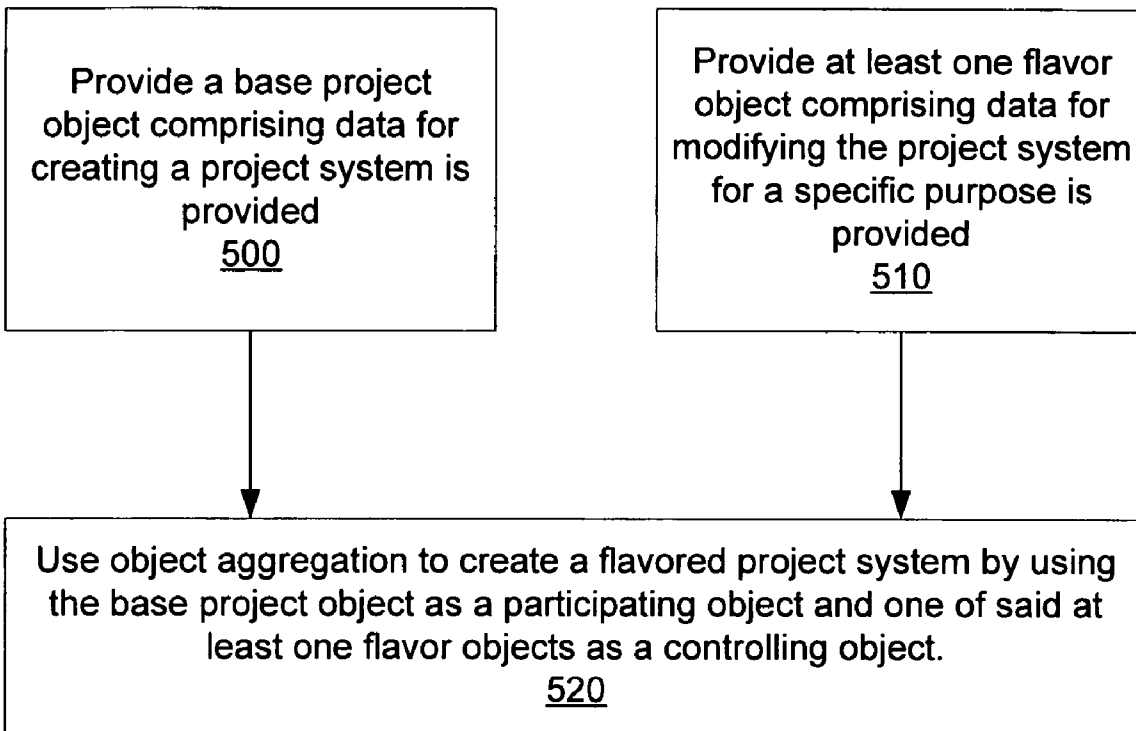 Provide a base project
object comprising data for
creating a project system is
provided
500
Provide at least one flavor
object comprising data for
modifying the project system
for a specific purpose is
provided
510
Use object aggregation to create a flavored project system by using
the base project object as a participating object and one of said at
least one flavor objects as a controlling object.
520